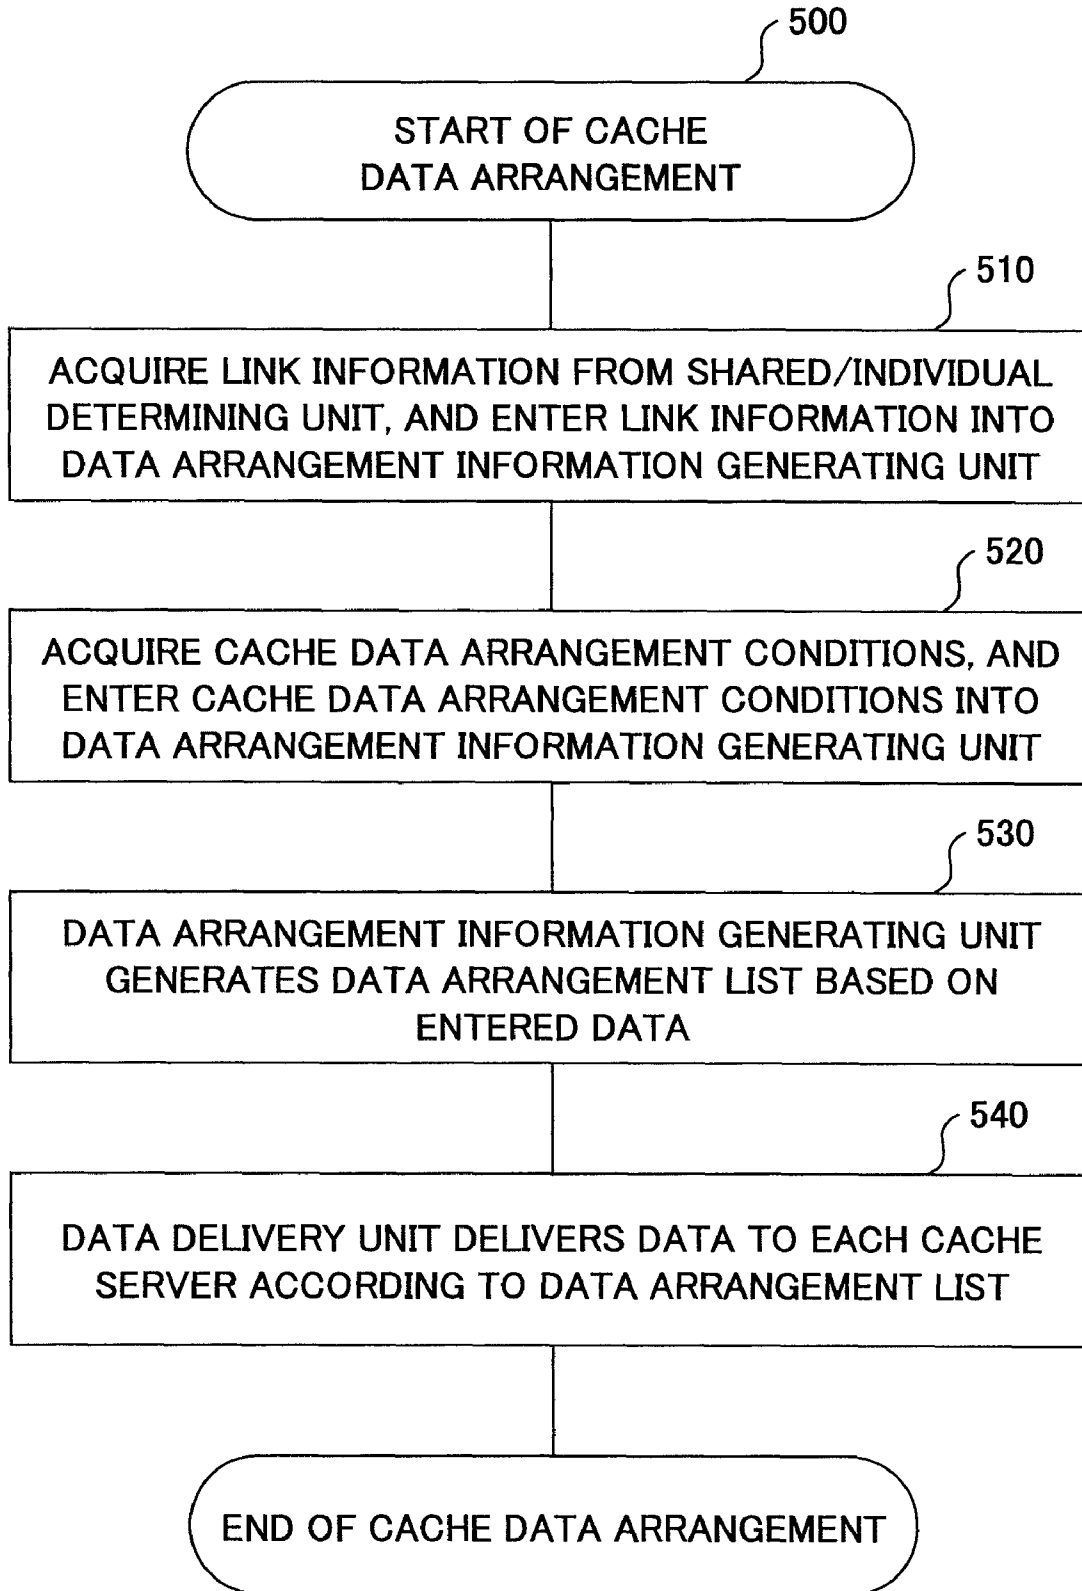 500
START OF CACHE
DATA ARRANGEMENT
510
ACQUIRE LINK INFORMATION FROM SHARED/INDIVIDUAL
DETERMINING UNIT, AND ENTER LINK INFORMATION INTO
DATA ARRANGEMENT INFORMATION GENERATING UNIT
520
ACQUIRE CACHE DATA ARRANGEMENT CONDITIONS, AND
ENTER CACHE DATA ARRANGEMENT CONDITIONS INTO
DATA ARRANGEMENT INFORMATION GENERATING UNIT
530
DATA ARRANGEMENT INFORMATION GENERATING UNIT
GENERATES DATA ARRANGEMENT LIST BASED ON
ENTERED DATA
540
DATA DELIVERY UNIT DELIVERS DATA TO EACH CACHE
SERVER ACCORDING TO DATA ARRANGEMENT LIST
END OF CACHE DATA ARRANGEMENT